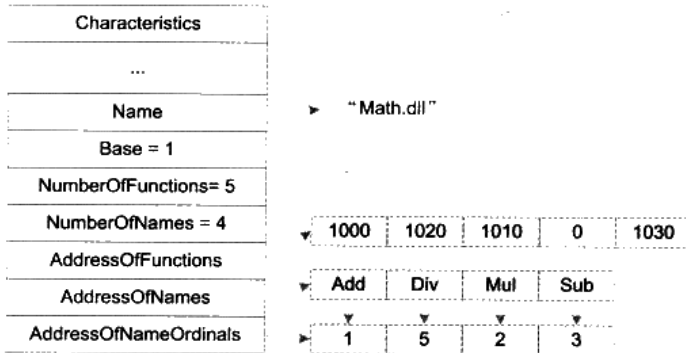 Characteristics
...
Name
"Math.dll"
Base = 1
NumberOfFunctions= 5
NumberOfNames = 4
1000 1020 1010 0 1030
AddressOfFunctions
Add Div Mul Sub
AddressOfNames
AddressOfNameOrdinals
1 5 2 3